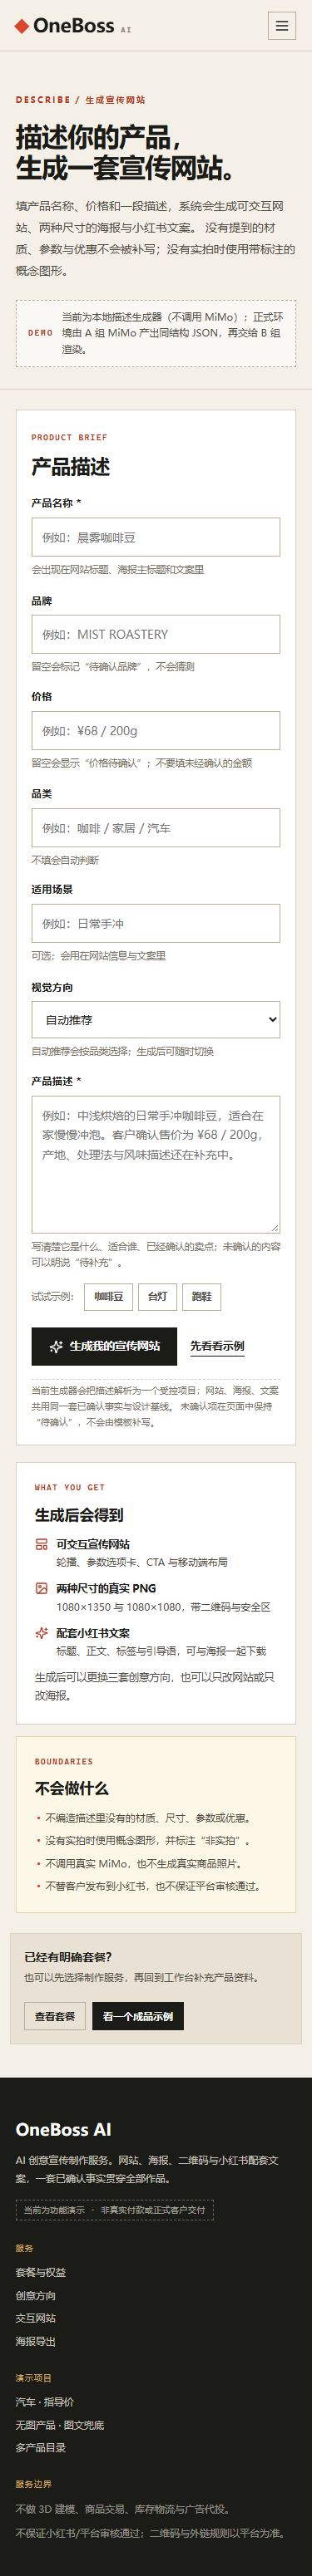 OneBoss AI
DESCRIBE / 生成宣传网站
描述你的产品，
生成一套宣传网站。
填产品名称、价格和一段描述，系统会生成可交互网
站、两种尺寸的海报与小红书文案。 没有提到的材
质、参数与优惠不会被补写；没有实拍时使用带标注的
概念图形。
DEMO
当前为本地描述生成器（不调用 MiMo）；正式环
境由 A 组 MiMo 产出同结构 JSON，再交给 B 组
渲染。
PRODUCT BRIEF
产品描述
产品名称 *
例如：晨雾咖啡豆
会出现在网站标题、海报主标题和文案里
品牌
例如：MIST ROASTERY
留空会标记“待确认品牌”，不会猜测
价格
例如：¥68 / 200g
留空会显示“价格待确认”；不要填未经确认的金额
品类
例如：咖啡 / 家居 / 汽车
不填会自动判断
适用场景
例如：日常手冲
可选；会用在网站信息与文案里
视觉方向
自动推荐
自动推荐会按品类选择；生成后可随时切换
产品描述 *
例如：中浅烘焙的日常手冲咖啡豆，适合在
家慢慢冲泡。客户确认售价为 ¥68 / 200g，
产地、处理法与风味描述还在补充中。
写清楚它是什么、适合谁、已经确认的卖点；未确认的内容
可以明说“待补充”。
试试示例：
咖啡豆
台灯
跑鞋
生成我的宣传网站
先看看示例
当前生成器会把描述解析为一个受控项目；网站、海报、文案
共用同一套已确认事实与设计基线。 未确认项在页面中保持
“待确认”，不会由模板补写。
WHAT YOU GET
生成后会得到
可交互宣传网站
轮播、参数选项卡、CTA 与移动端布局
两种尺寸的真实 PNG
1080×1350 与 1080×1080，带二维码与安全区
配套小红书文案
标题、正文、标签与引导语，可与海报一起下载
生成后可以更换三套创意方向，也可以只改网站或只
改海报。
BOUNDARIES
不会做什么
• 不编造描述里没有的材质、尺寸、参数或优惠。
• 没有实拍时使用概念图形，并标注“非实拍”。
• 不调用真实 MiMo，也不生成真实商品照片。
• 不替客户发布到小红书，也不保证平台审核通过。
已经有明确套餐？
也可以先选择制作服务，再回到工作台补充产品资料。
查看套餐
看一个成品示例
OneBoss AI
AI 创意宣传制作服务。网站、海报、二维码与小红书配套文
案，一套已确认事实贯穿全部作品。
当前为功能演示 · 非真实付款或正式客户交付
服务
套餐与权益
创意方向
交互网站
海报导出
演示项目
汽车 · 指导价
无图产品 · 图文兜底
多产品目录
服务边界
不做 3D 建模、商品交易、库存物流与广告代投。
不保证小红书/平台审核通过；二维码与外链规则以平台为准。